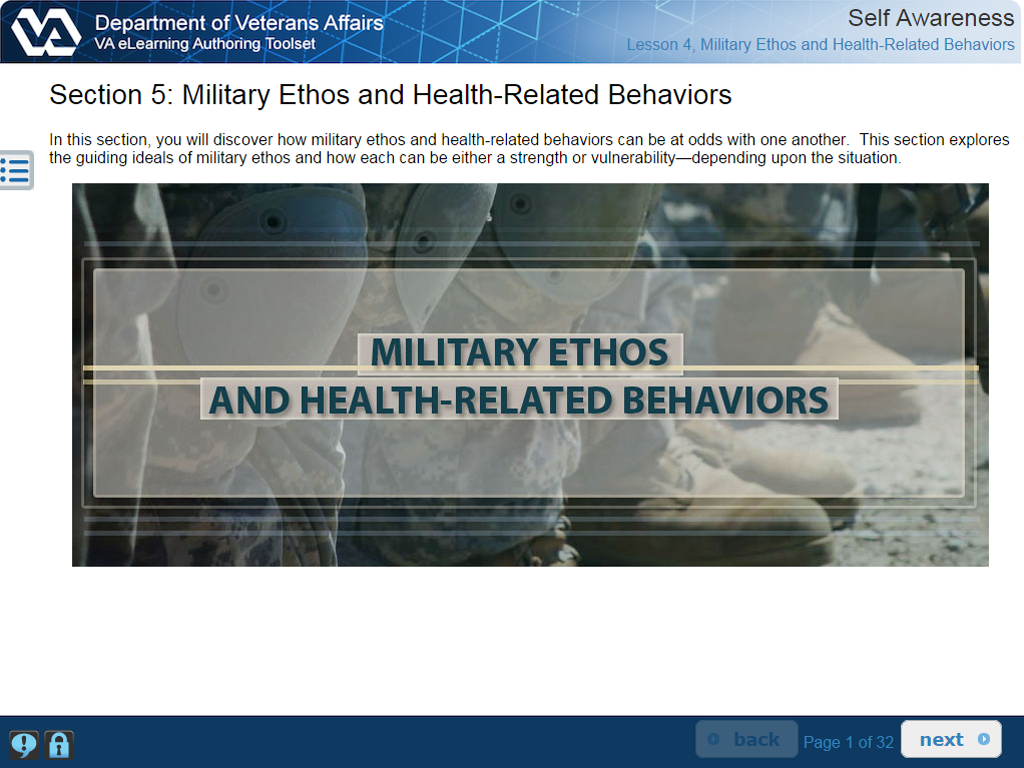 VA
Department of Veterans Affairs
VA eLearning Authoring Toolset
Self Awareness
Lesson 4, Military Ethos and Health-Related Behaviors
Section 5: Military Ethos and Health-Related Behaviors
In this section, you will discover how military ethos and health-related behaviors can be at odds with one another.  This section explores
the guiding ideals of military ethos and how each can be either a strength or vulnerability—depending upon the situation.
MILITARY ETHOS
AND HEALTH-RELATED BEHAVIORS
back
Page 1 of 32
next